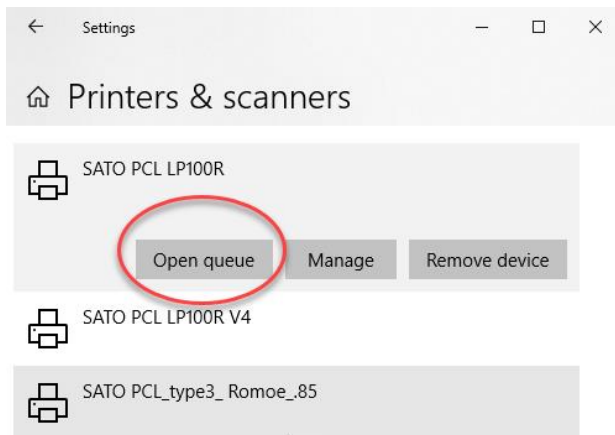 Settings
Printers & scanners
SATO PCL LP100R
Open queue Manage Remove device
SATO PCL LP100R V4
SATO PCL_type3_ Romoe_.85